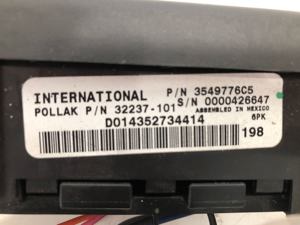 INTERNATIONAL P/N 3549776C5
POLLAK P/N 32237-101 S/N 0000426647
ASSEMBLED IN MEXICO
D014352734414 6PK
198